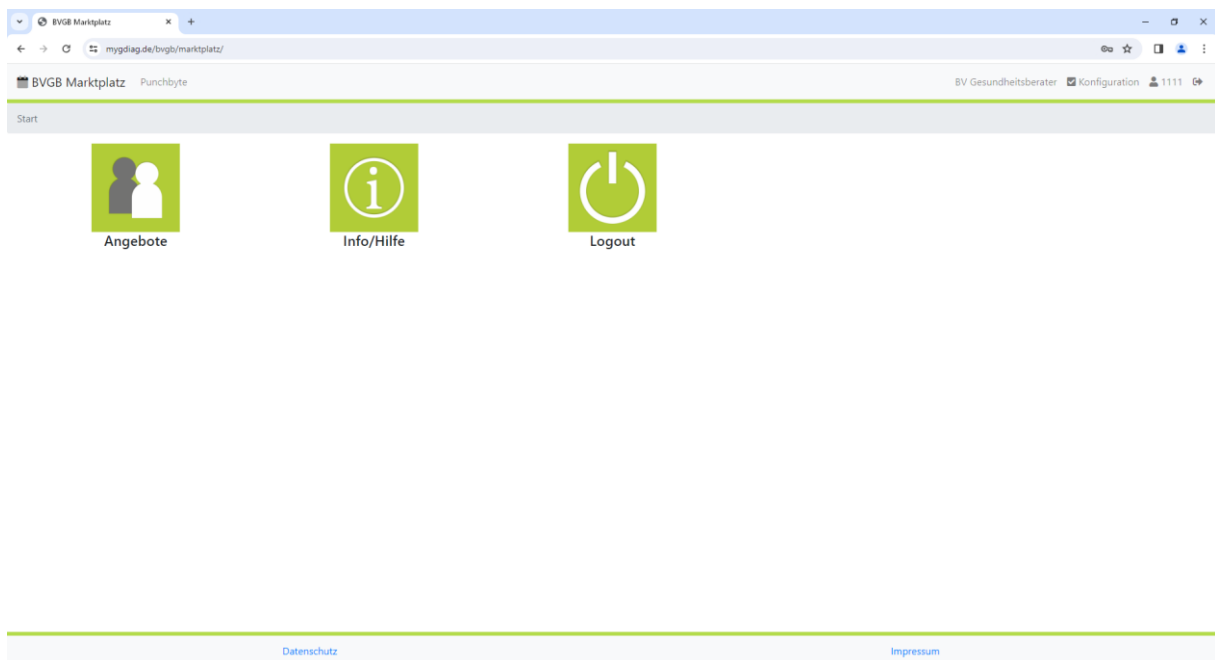 BVGB Marktplatz
mygdiag.de/bvgb/marktplatz/
BVGB Marktplatz Punchbyte BV Gesundheitsberater Konfiguration 1111
Start
Angebote Info/Hilfe Logout
Datenschutz Impressum